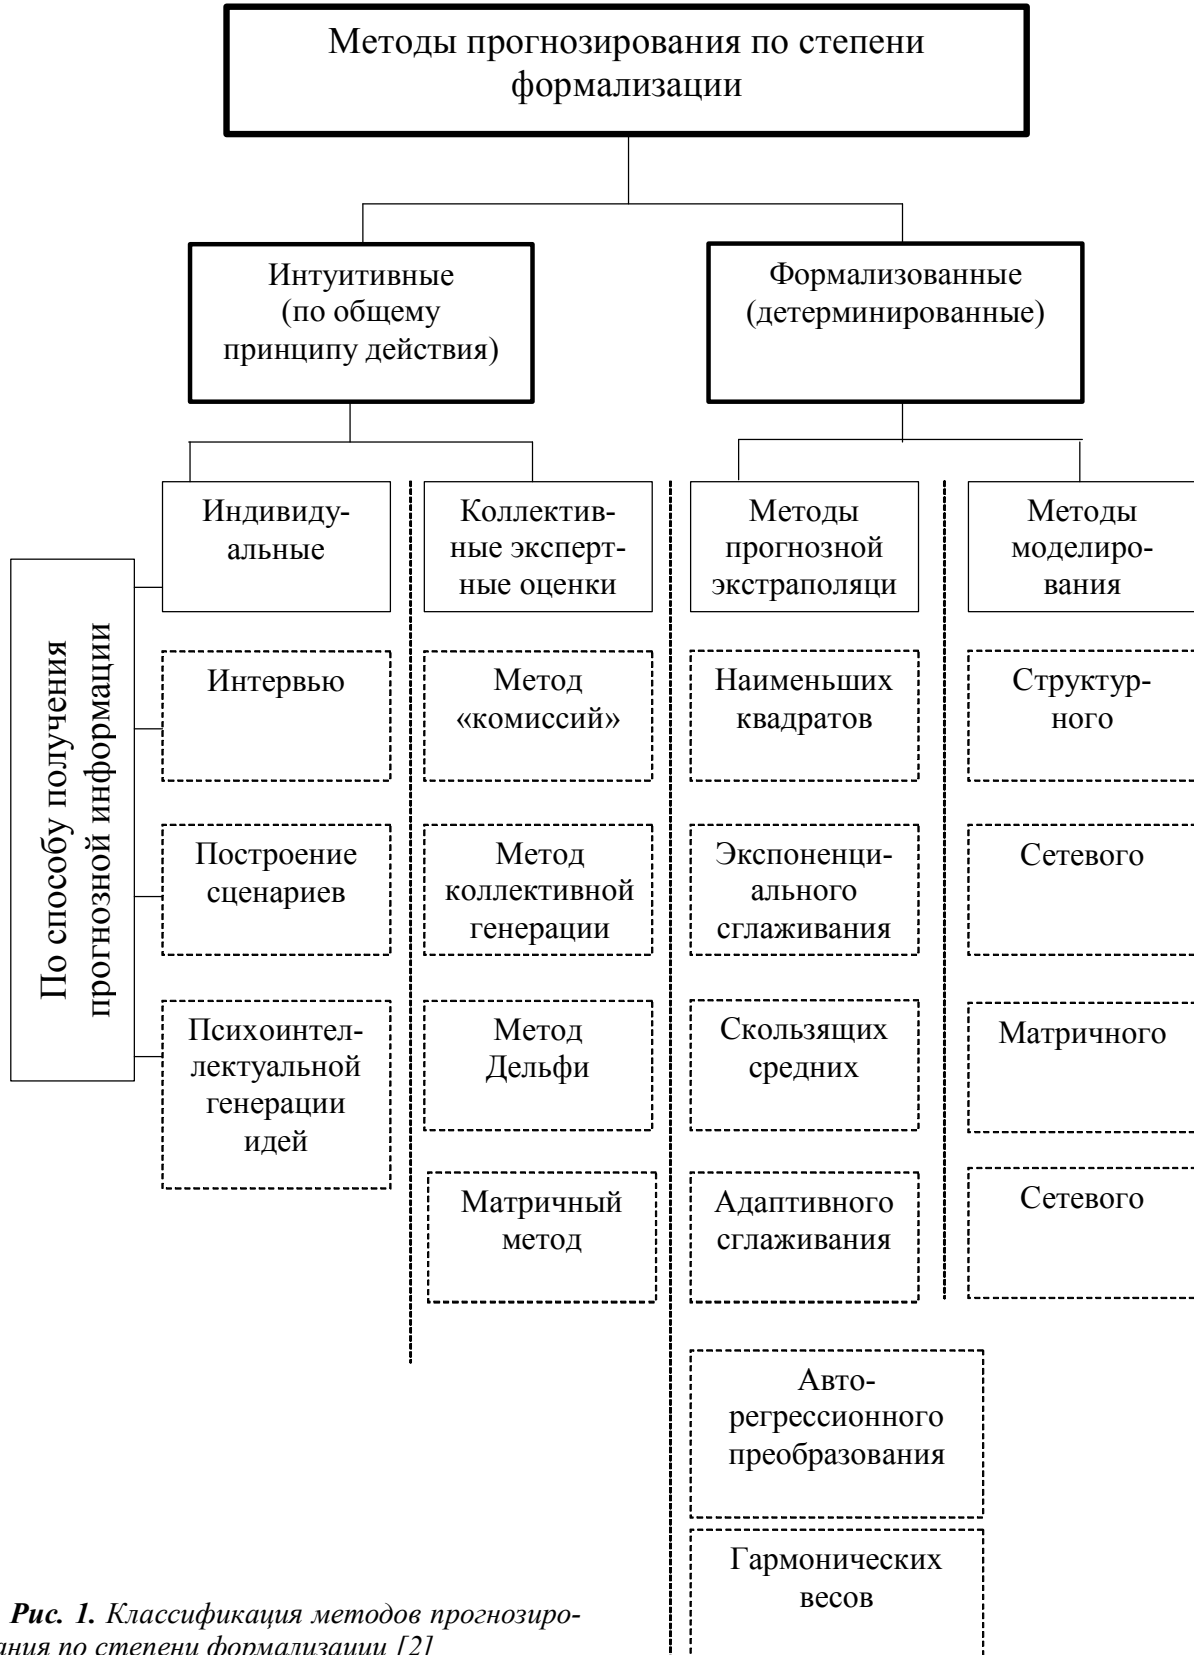 Методы прогнозирования по степени
формализации
Интуитивные
(по общему
принципу действия)
Формализованные
(детерминированные)
По способу получения
прогнозной информации
Индивиду-
альные
Интервью
Построение
сценариев
Психоинтел-
лектуальной
генерации
идей
Коллектив-
ные эксперт-
ные оценки
Метод
«комиссий»
Метод
коллективной
генерации
Метод
Дельфи
Матричный
метод
Методы
прогнозной
экстраполяци
Наименьших
квадратов
Экспоненци-
ального
сглаживания
Скользящих
средних
Адаптивного
сглаживания
Авто-
регрессионного
преобразования
Гармонических
весов
Методы
моделиро-
вания
Структур-
ного
Сетевого
Матричного
Сетевого
Рис. 1. Классификация методов прогнозиро-
ания по степени формализации [2]